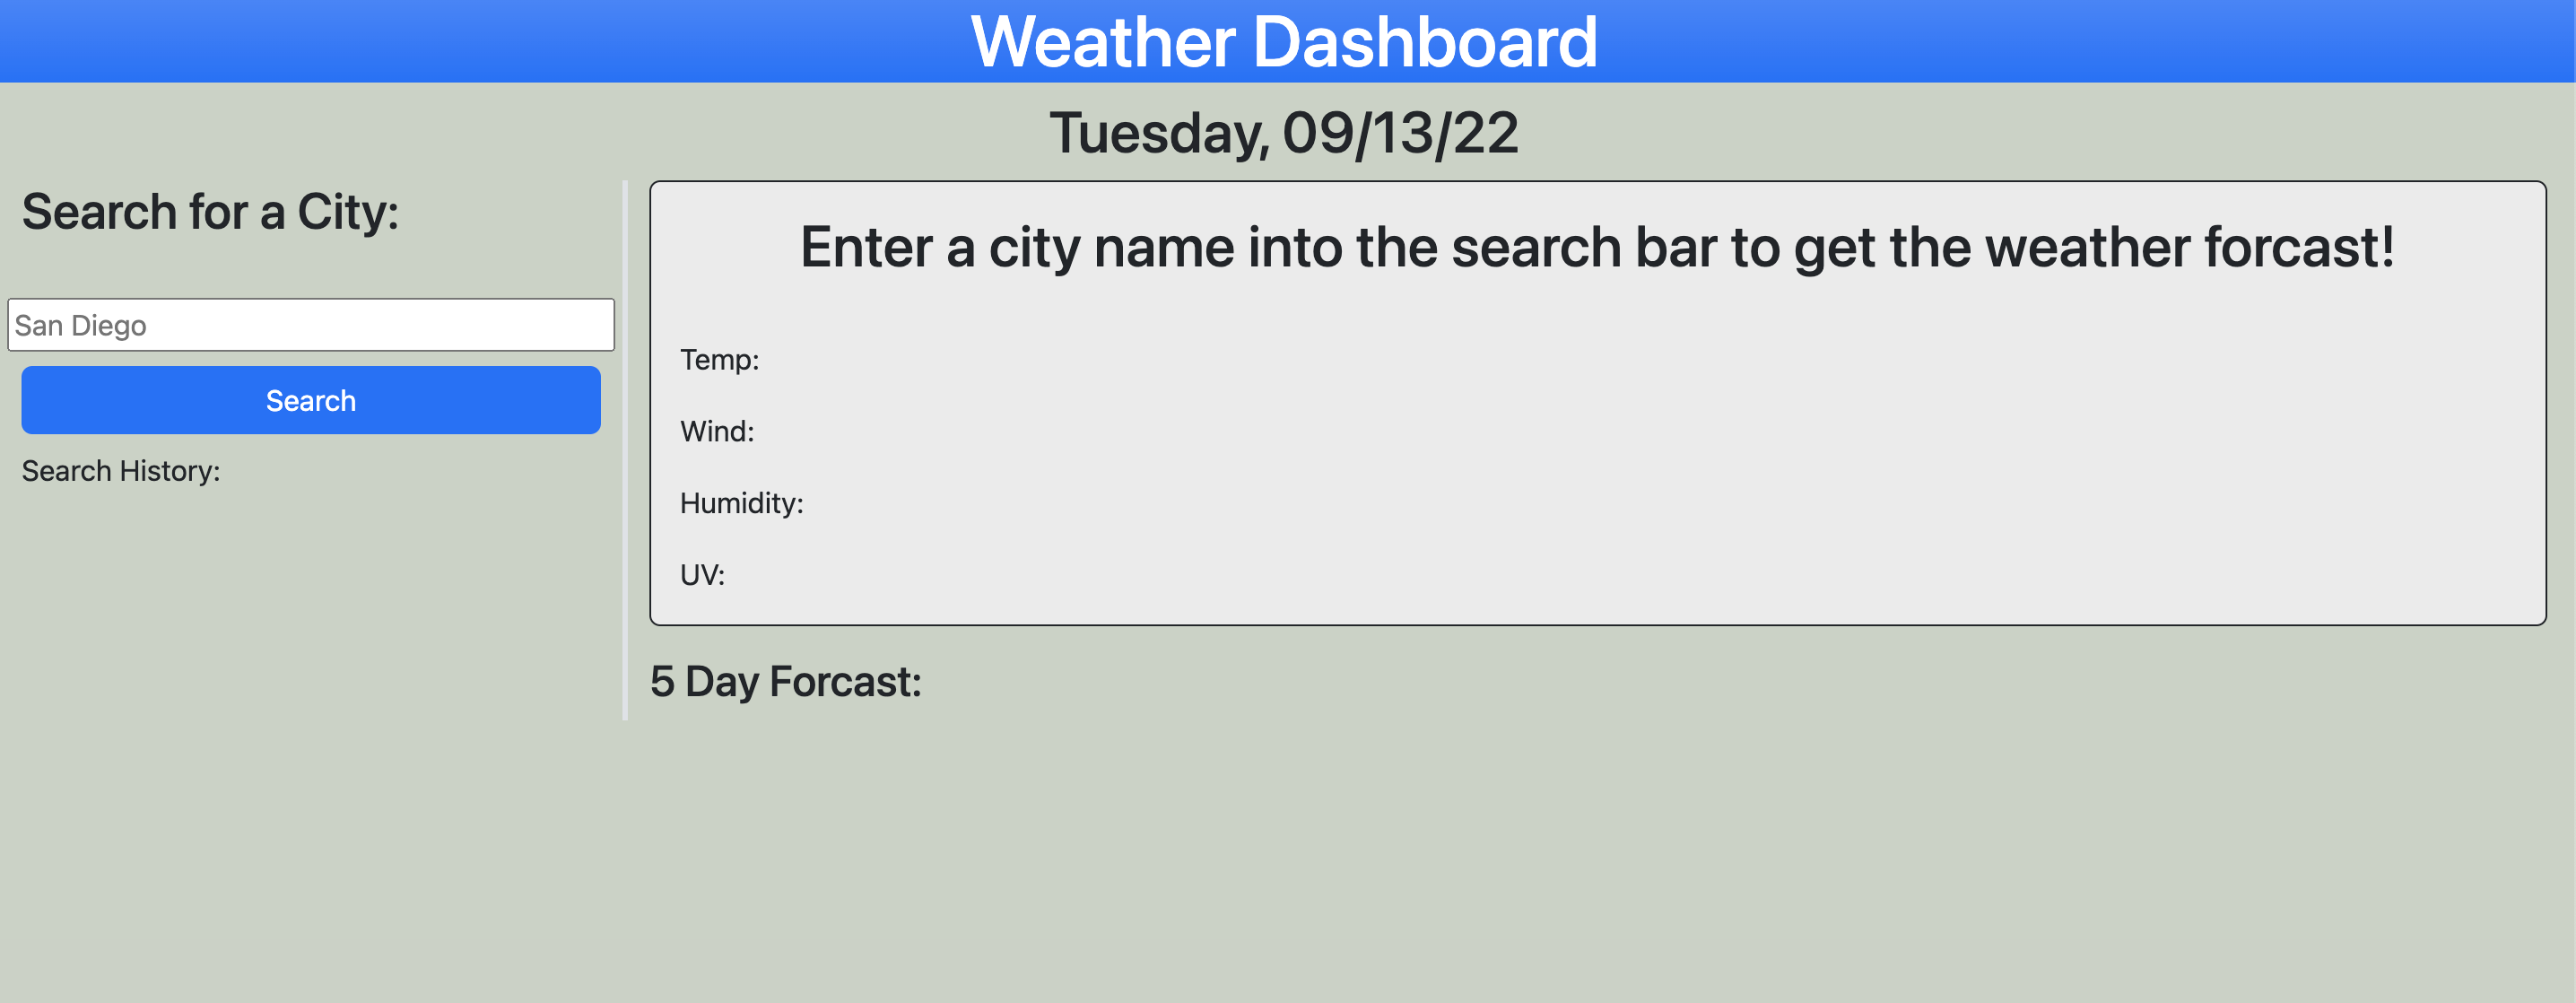 Weather Dashboard
Tuesday, 09/13/22
Search for a City:
San Diego
Search
Search History:
Enter a city name into the search bar to get the weather forcast!
Temp:
Wind:
Humidity:
UV:
5 Day Forcast: